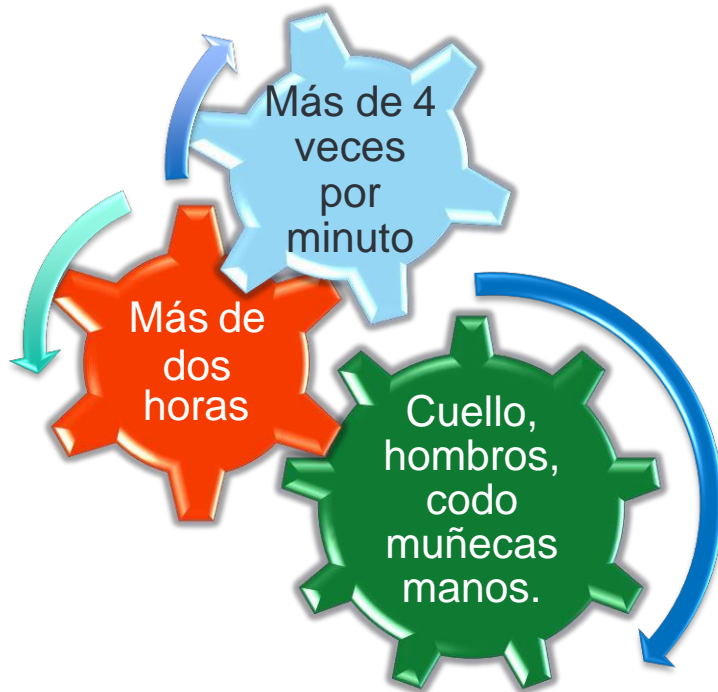 Más de 4
veces
por
minuto
Más de
dos
horas
Cuello,
hombros,
codo
muñecas
manos.